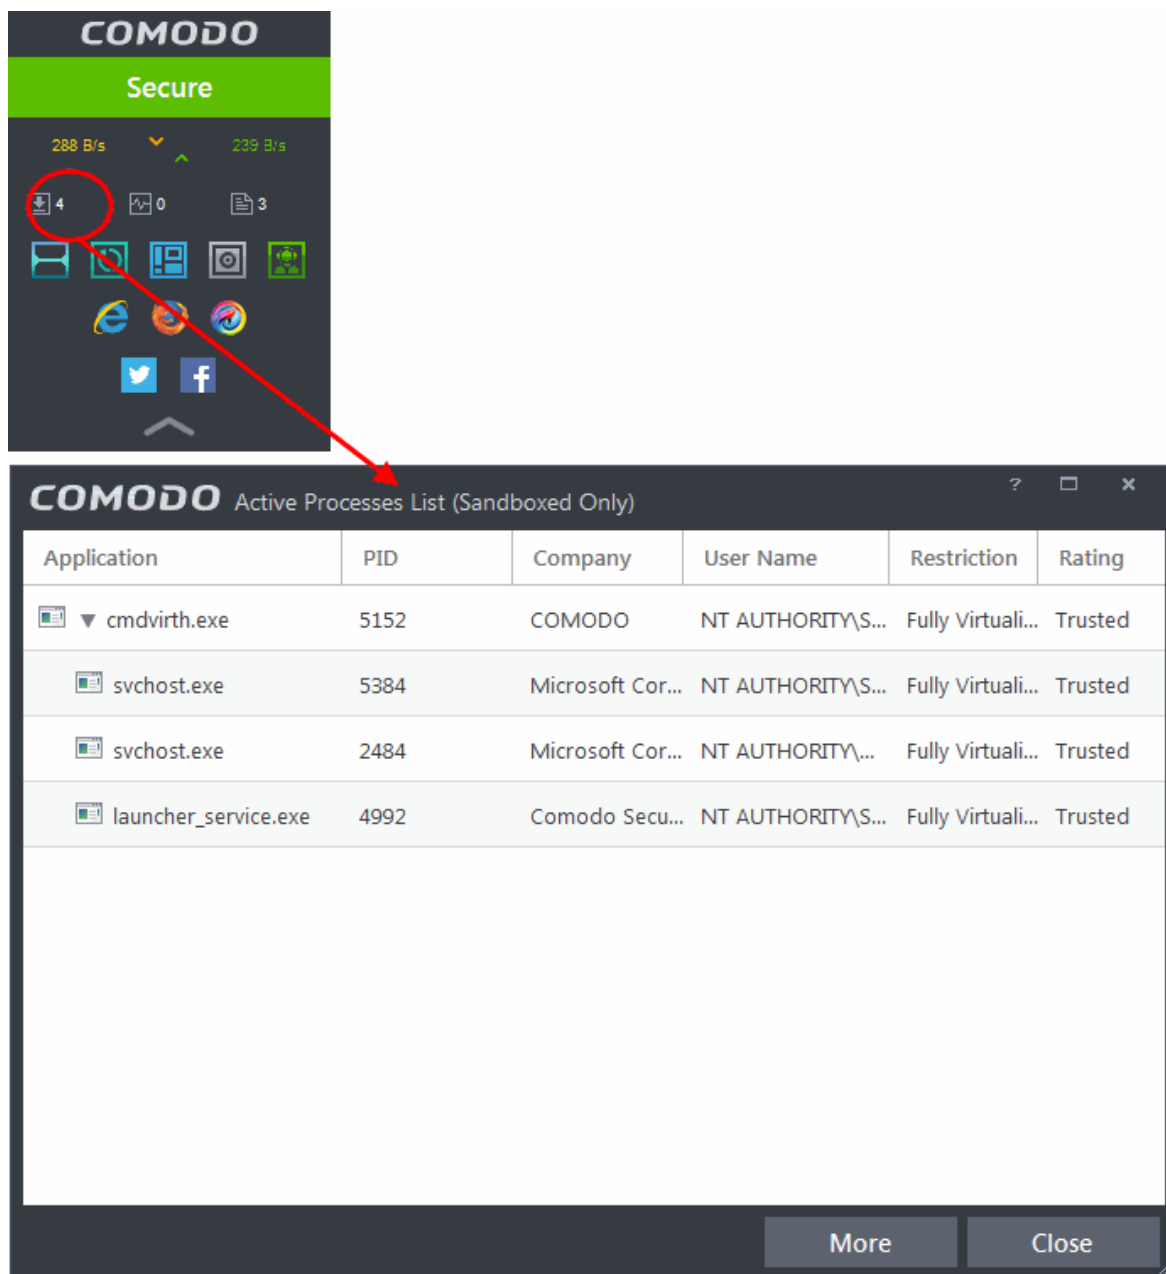 COMODO
Secure
288 B/s 239 B/s
4 0 3
COMODO Active Processes List (Sandboxed Only) ?
Application PID Company User Name Restriction Rating
cmdvirth.exe 5152 COMODO NT AUTHORITY\S... Fully Virtuali... Trusted
svchost.exe 5384 Microsoft Cor... NT AUTHORITY\S... Fully Virtuali... Trusted
svchost.exe 2484 Microsoft Cor... NT AUTHORITY\... Fully Virtuali... Trusted
launcher_service.exe 4992 Comodo Secu... NT AUTHORITY\S... Fully Virtuali... Trusted
More Close